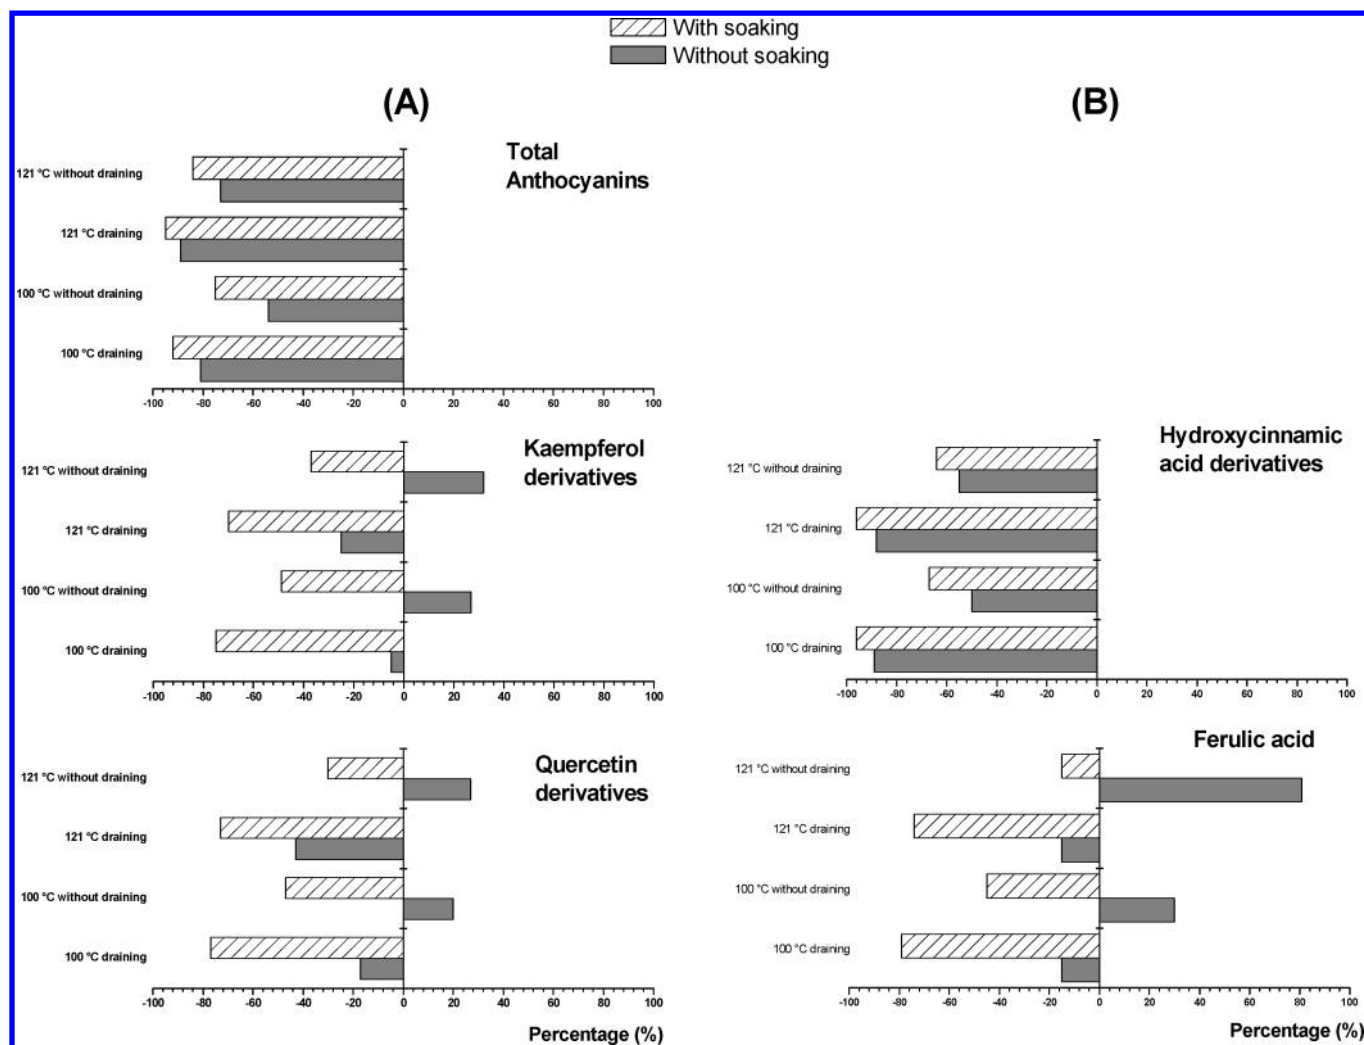 With soaking
Without soaking
(A)
(B)
Total
Anthocyanins
121 °C without draining
121 °C draining
100 °C without draining
100 °C draining
-100 -80 -60 -40 -20 0 20 40 60 80 100
Kaempferol
derivatives
121 °C without draining
121 °C draining
100 °C without draining
100 °C draining
-100 -80 -60 -40 -20 0 20 40 60 80 100
Quercetin
derivatives
121 °C without draining
121 °C draining
100 °C without draining
100 °C draining
-100 -80 -60 -40 -20 0 20 40 60 80 100
Percentage (%)
Hydroxycinnamic
acid derivatives
121 °C without draining
121 °C draining
100 °C without draining
100 °C draining
-100 -80 -60 -40 -20 0 20 40 60 80 100
Ferulic acid
121 °C without draining
121 °C draining
100 °C without draining
100 °C draining
-100 -80 -60 -40 -20 0 20 40 60 80 100
Percentage (%)